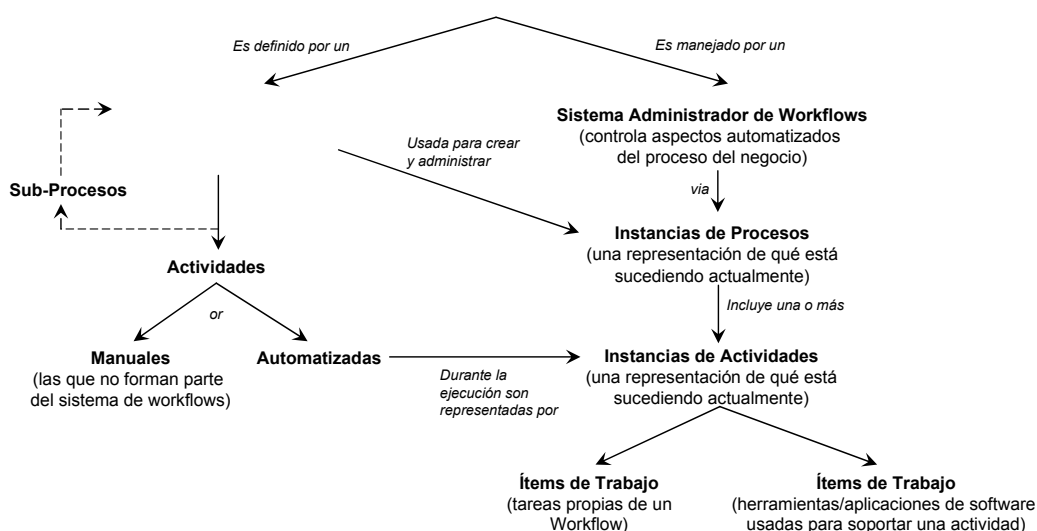 Es definido por un
Es manejado por un
Sistema Administrador de Workflows
(controla aspectos automatizados
del proceso del negocio)
Usada para crear
y administrar
Sub-Procesos
via
Instancias de Procesos
(una representación de qué está
sucediendo actualmente)
Actividades
Incluye una o más
or
Manuales
(las que no forman parte
del sistema de workflows)
Automatizadas
Durante la
ejecución son
representadas por
Instancias de Actividades
(una representación de qué está
sucediendo actualmente)
Ítems de Trabajo
(tareas propias de un
Workflow)
Ítems de Trabajo
(herramientas/aplicaciones de software
usadas para soportar una actividad)